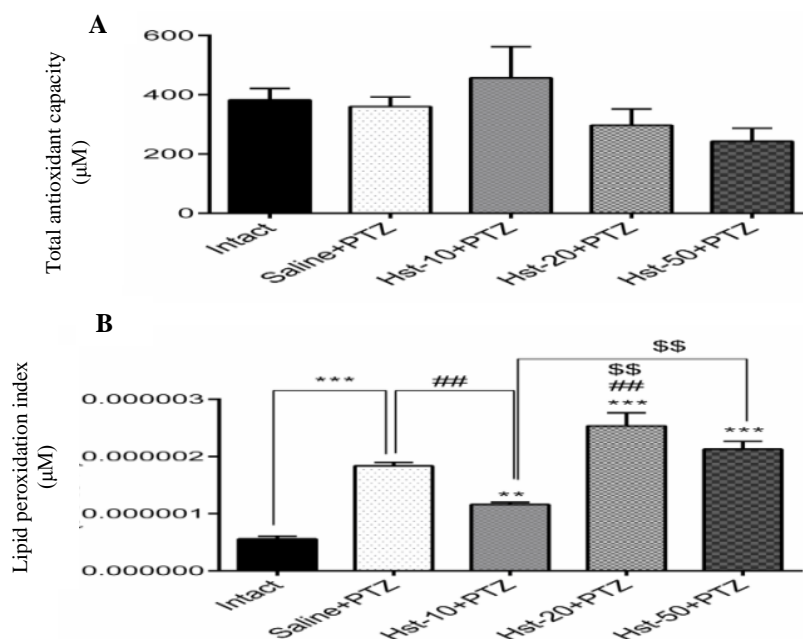 A
Total antioxidant capacity
(µM)
600
400
200
0
Intact
Saline+PTZ
Hst-10+PTZ
Hst-20+PTZ
Hst-50+PTZ
B
Lipid peroxidation index
(µM)
0.000003
0.000002
0.000001
0.000000
***
##
**
$$
##
***
$$
***
Intact
Saline+PTZ
Hst-10+PTZ
Hst-20+PTZ
Hst-50+PTZ